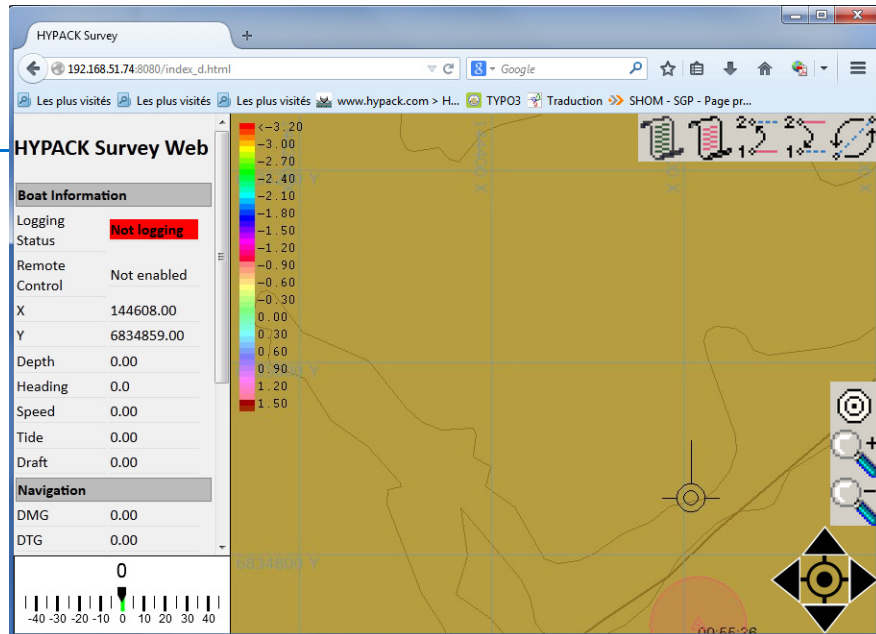 HYPACK Survey
192.168.51.74:8080/index_d.html
Google
Les plus visités Les plus visités Les plus visités www.hypack.com > H... TYPO3 Traduction SHOM - SGP - Page pr...
HYPACK Survey Web
Boat Information
Logging Status Not logging
Remote Control Not enabled
X 144608.00
Y 6834859.00
Depth 0.00
Heading 0.0
Speed 0.00
Tide 0.00
Draft 0.00
Navigation
DMG 0.00
DTG 0.00
0
-40 -30 -20 -10 0 10 20 30 40
<-3.20
-3.00
-2.70
-2.40
-2.10
-1.80
-1.50
-1.20
-0.90
-0.60
-0.30
0.00
0.30
0.60
0.90
1.20
1.50
2 2
1 1
6834800 Y
00:55:26